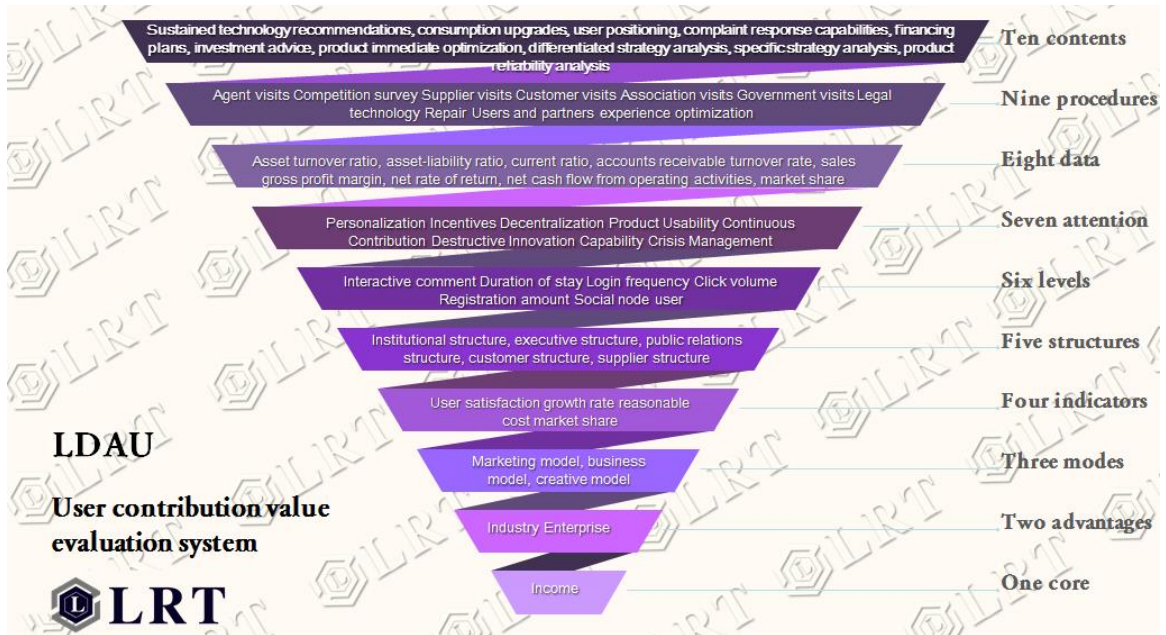 Sustained technology recommendations, consumption upgrades, user positioning, complaint response capabilities, financing
plans, investment advice, product immediate optimization, differentiated strategy analysis, specific strategy analysis, product
reliability analysis
Ten contents
Agent visits Competition survey Supplier visits Customer visits Association visits Government visits Legal
technology Repair Users and partners experience optimization
Nine procedures
Asset turnover ratio, asset-liability ratio, current ratio, accounts receivable turnover rate, sales
gross profit margin, net rate of return, net cash flow from operating activities, market share
Eight data
Personalization Incentives Decentralization Product Usability Continuous
Contribution Destructive Innovation Capability Crisis Management
Seven attention
Interactive comment Duration of stay Login frequency Click volume
Registration amount Social node user
Six levels
Institutional structure, executive structure, public relations
structure, customer structure, supplier structure
Five structures
User satisfaction growth rate reasonable
cost market share
Four indicators
Marketing model, business
model, creative model
Three modes
Industry Enterprise
Two advantages
Income
One core
LDAU
User contribution value
evaluation system
LRT